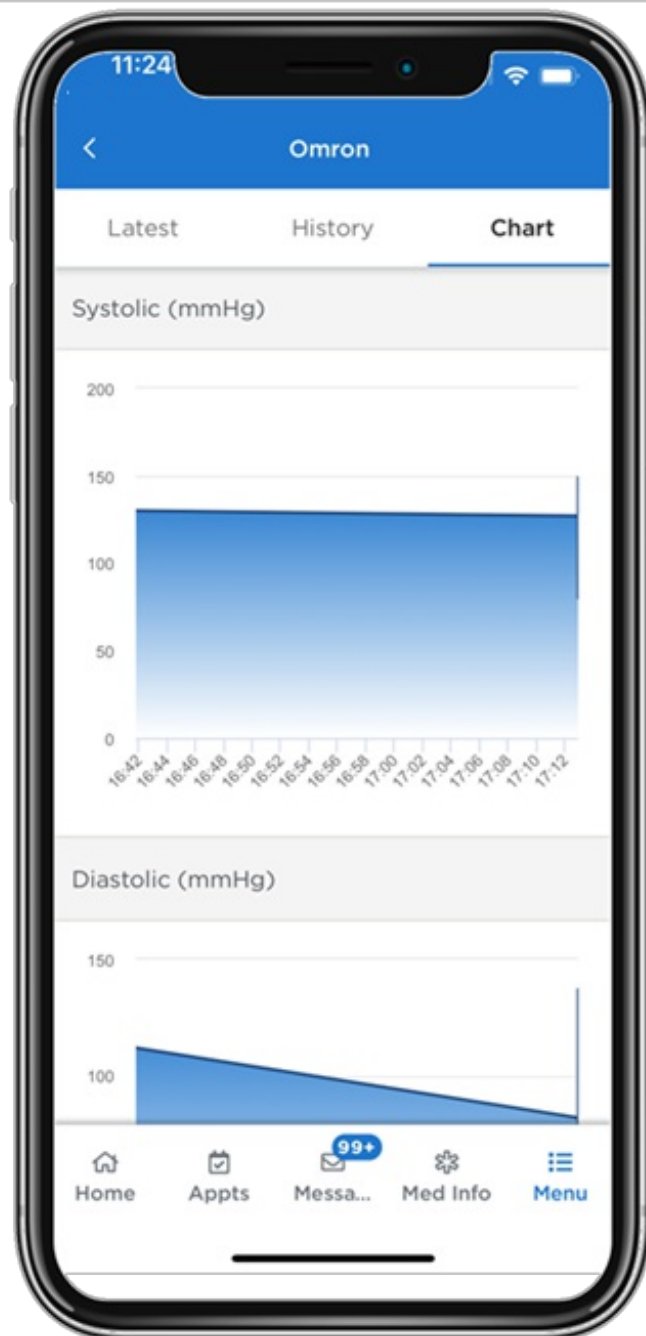 11:24
Omron
Latest History Chart
Systolic (mmHg)
200
150
100
50
0
16:42 16:44 16:46 16:48 16:50 16:52 16:54 16:56 16:58 17:00 17:02 17:04 17:06 17:08 17:10 17:12
Diastolic (mmHg)
150
100
99+
Home Appts Messa... Med Info Menu